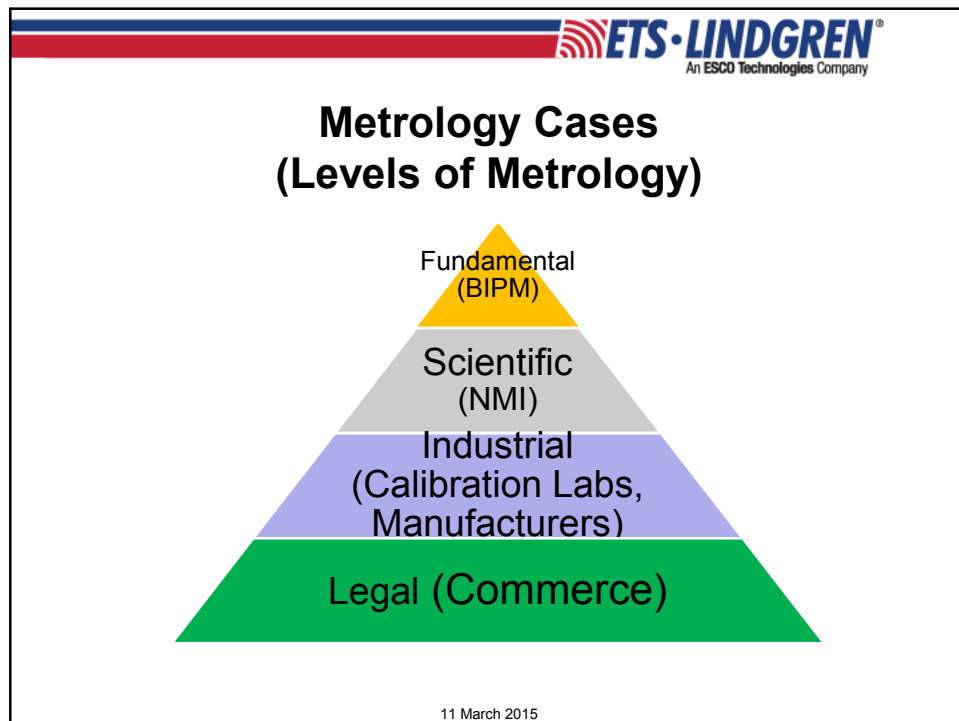 ETS·LINDGREN®
An ESCO Technologies Company
Metrology Cases
(Levels of Metrology)
Fundamental
(BIPM)
Scientific
(NMI)
Industrial
(Calibration Labs,
Manufacturers)
Legal (Commerce)
11 March 2015